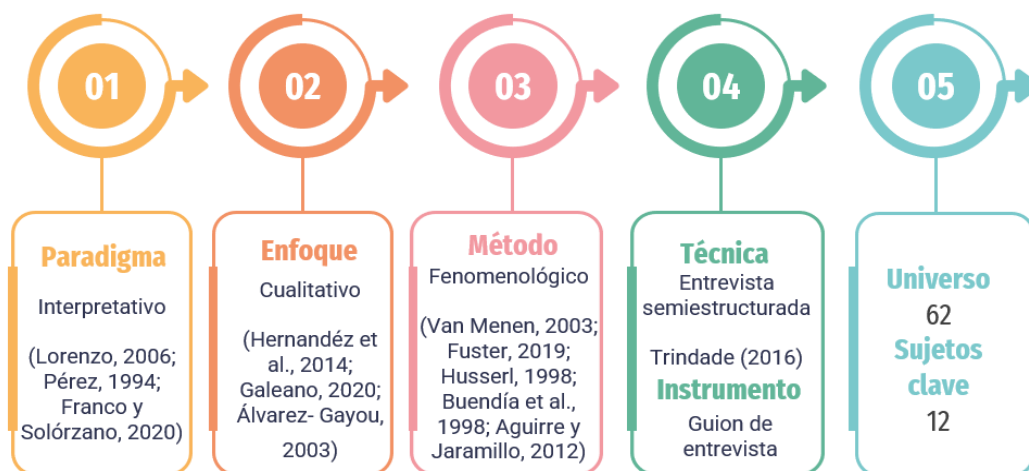 01
02
03
04
05
Paradigma
Interpretativo
(Lorenzo, 2006;
Pérez, 1994;
Franco y
Solórzano, 2020)
Enfoque
Cualitativo
(Hernandéz et
al., 2014;
Galeano, 2020;
Álvarez- Gayou,
2003)
Método
Fenomenológico
(Van Menen, 2003;
Fuster, 2019;
Husserl, 1998;
Buendía et al.,
1998; Aguirre y
Jaramillo, 2012)
Técnica
Entrevista
semiestructurada
Trindade (2016)
Instrumento
Guion de
entrevista
Universo
62
Sujetos
clave
12